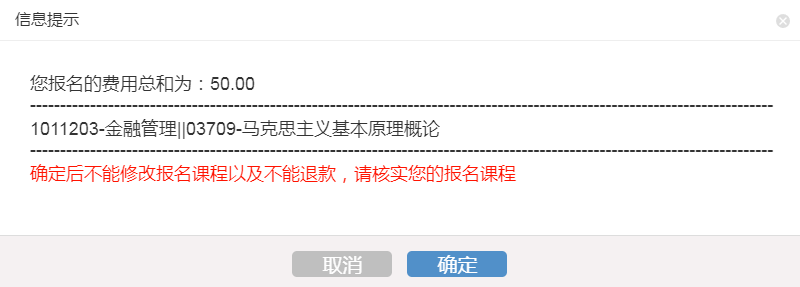 信息提示
您报名的费用总和为：50.00
1011203-金融管理||03709-马克思主义基本原理概论
确定后不能修改报名课程以及不能退款，请核实您的报名课程
取消
确定